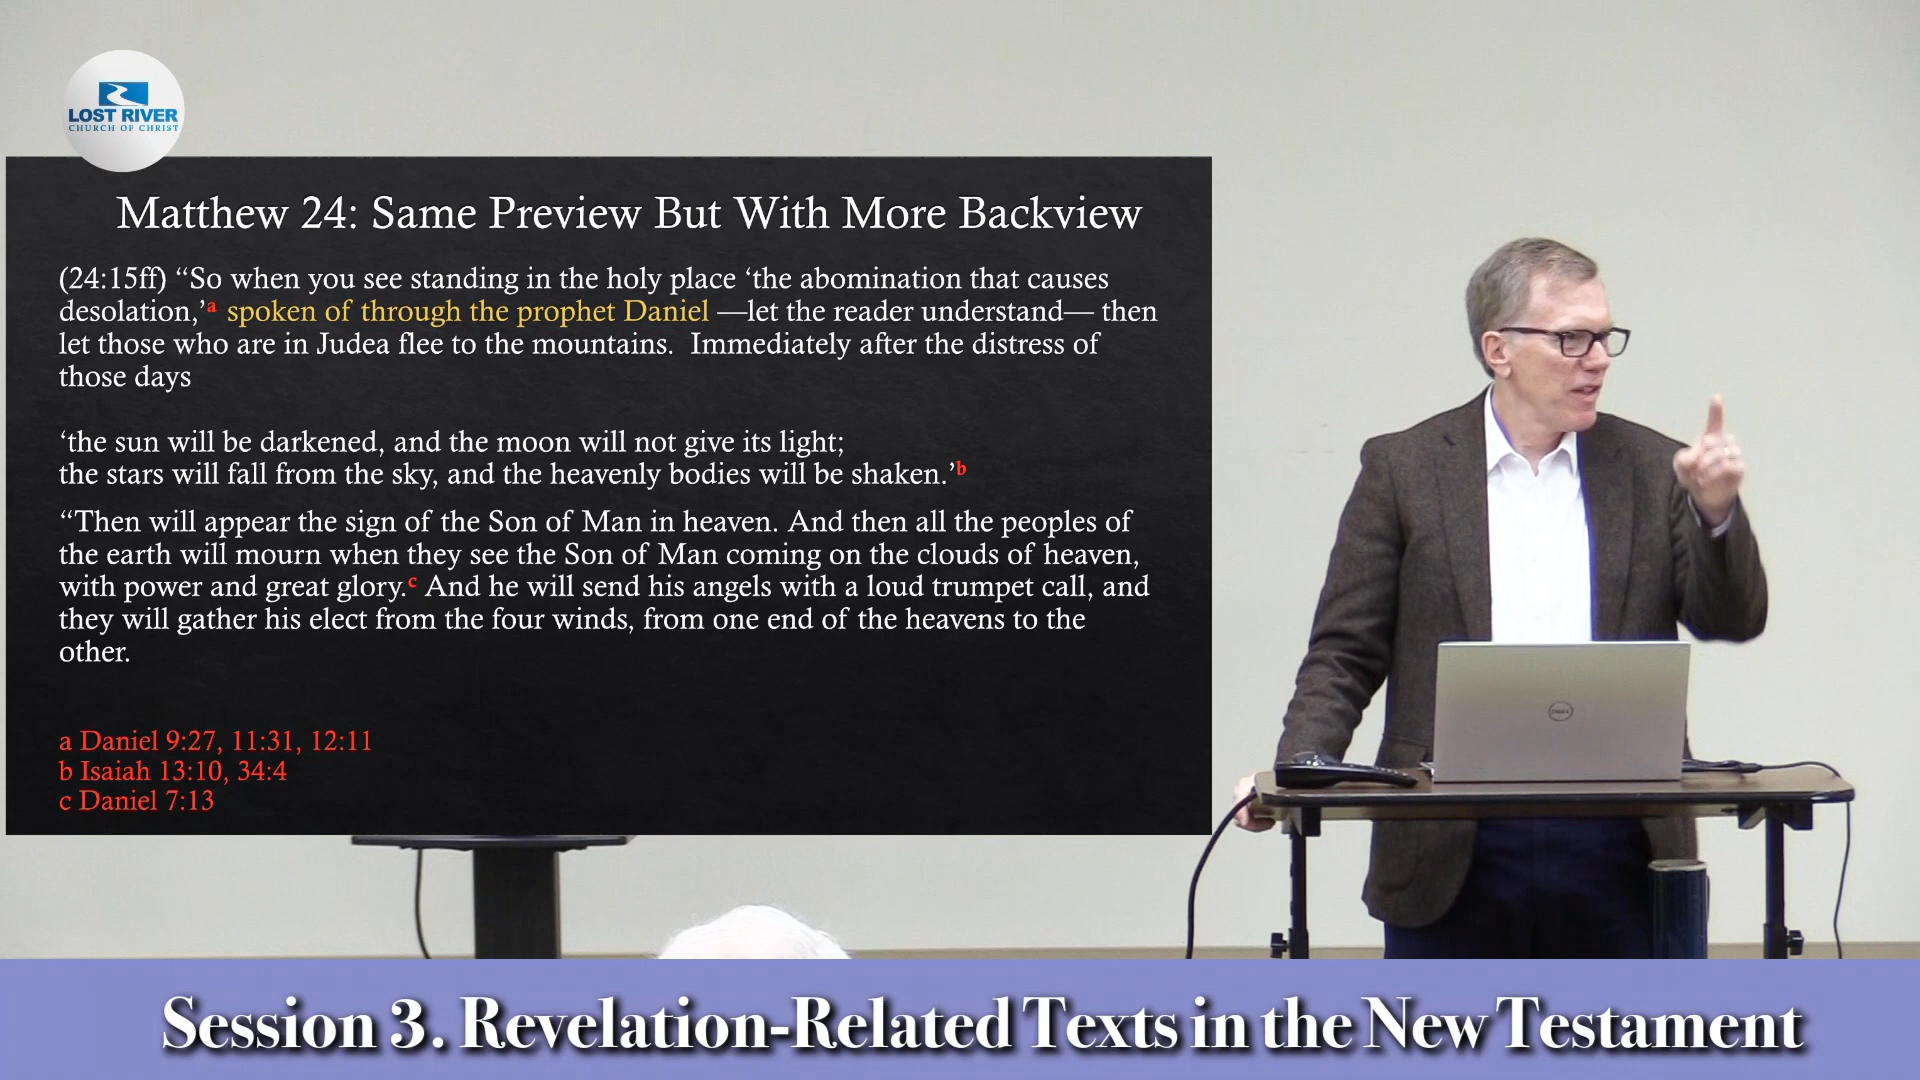 LOST RIVER
CHURCH OF CHRIST
Matthew 24: Same Preview But With More Backview
(24:15ff) “So when you see standing in the holy place ‘the abomination that causes
desolation,’a spoken of through the prophet Daniel —let the reader understand— then
let those who are in Judea flee to the mountains. Immediately after the distress of
those days
‘the sun will be darkened, and the moon will not give its light;
the stars will fall from the sky, and the heavenly bodies will be shaken.’b
“Then will appear the sign of the Son of Man in heaven. And then all the peoples of
the earth will mourn when they see the Son of Man coming on the clouds of heaven,
with power and great glory.c And he will send his angels with a loud trumpet call, and
they will gather his elect from the four winds, from one end of the heavens to the
other.
a Daniel 9:27, 11:31, 12:11
b Isaiah 13:10, 34:4
c Daniel 7:13
Session 3. Revelation-Related Texts in the New Testament